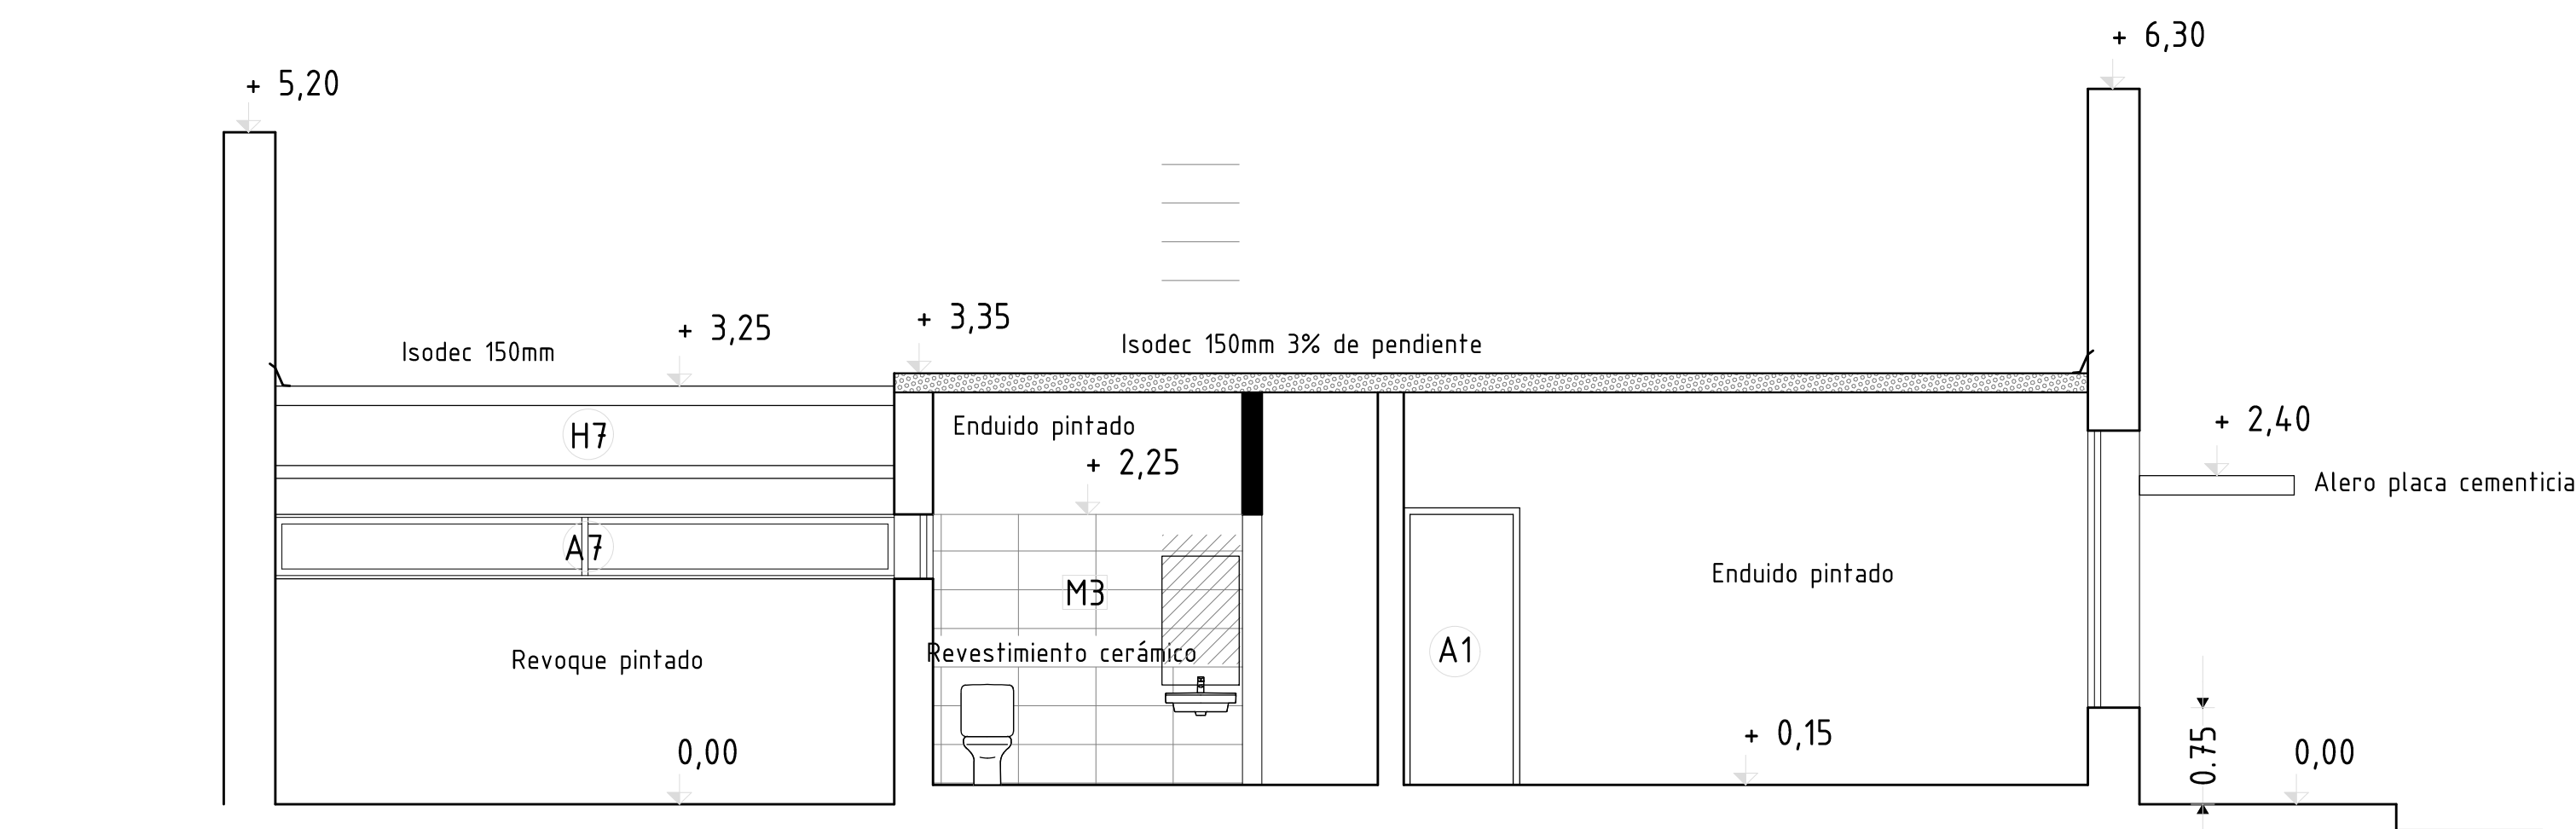 + 6,30
+ 5,20
+ 3,35
+ 3,25
Isodec 150mm 3% de pendiente
Isodec 150mm
+ 2,40
Enduido pintado
H7
+ 2,25
Alero placa cementicia
A7
Enduido pintado
M3
A1
Revestimiento cerámico
Revoque pintado
+ 0,15
0,00
0.75
0,00